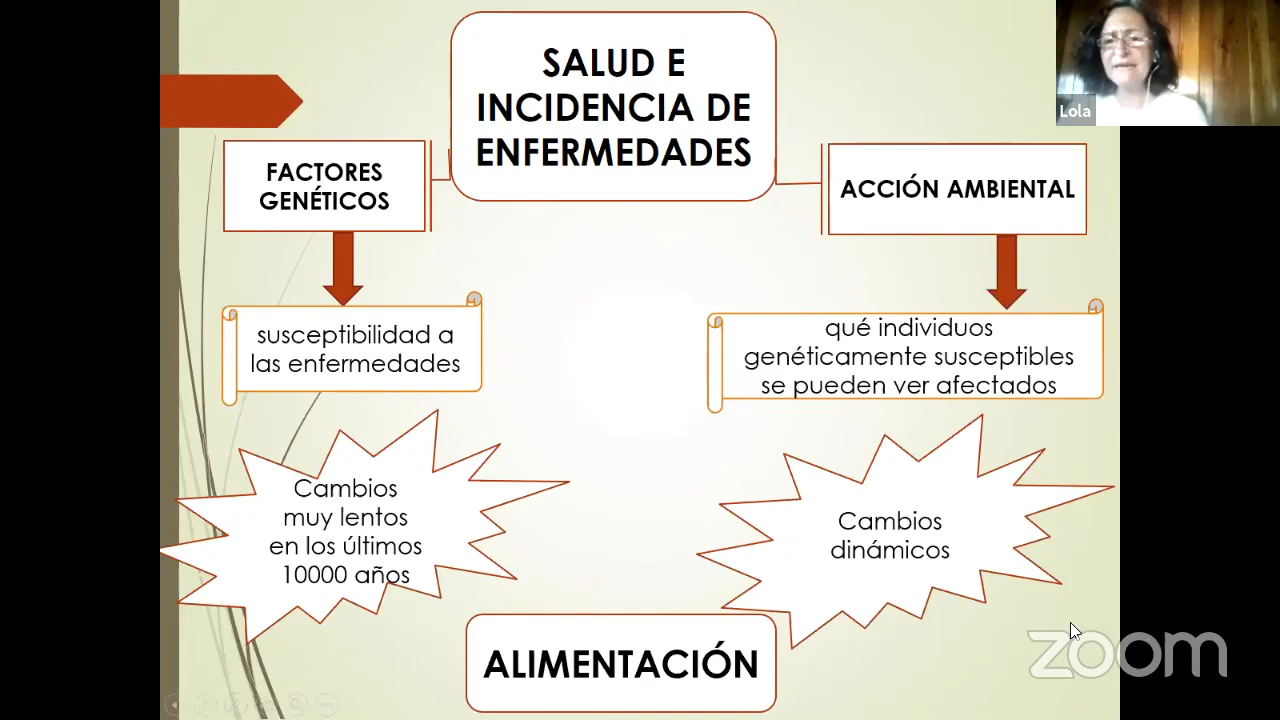 SALUD E
INCIDENCIA DE
ENFERMEDADES
Lola
FACTORES
GENÉTICOS
ACCIÓN AMBIENTAL
susceptibilidad a
las enfermedades
qué individuos
genéticamente susceptibles
se pueden ver afectados
Cambios
muy lentos
en los últimos
10000 años
Cambios
dinámicos
ALIMENTACIÓN
zoom